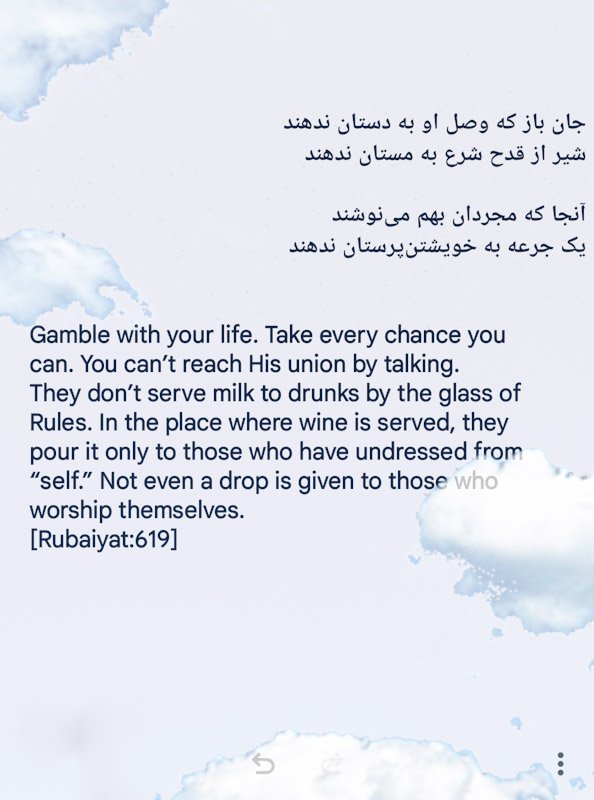 جان باز که وصل او به دستان ندهند
شیر از قدح شرع به مستان ندهند
آنجا که مجردان بهم می‌نوشند
یک جرعه به خویشتن‌پرستان ندهند
Gamble with your life. Take every chance you
can. You can’t reach His union by talking.
They don’t serve milk to drunks by the glass of
Rules. In the place where wine is served, they
pour it only to those who have undressed from
“self.” Not even a drop is given to those who
worship themselves.
[Rubaiyat:619]